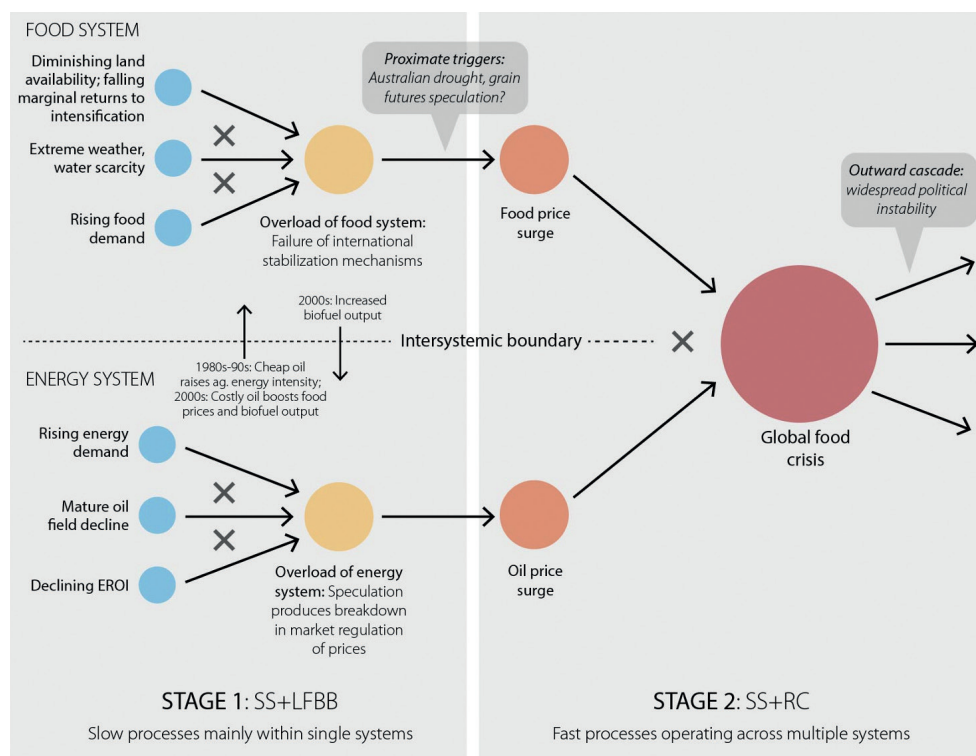 FOOD SYSTEM
Diminishing
land
availability; falling
marginal returns to
intensification
Extreme weather,
water scarcity
Rising food
demand
Overload of food system:
Failure of international
stabilization mechanisms
Proximate triggers:
Australian drought, grain
futures speculation?
Food price
surge
Outward cascade:
widespread political
instability
2000s: Increased
biofuel output
Intersystemic boundary
1980s-90s: Cheap oil
raises ag. energy intensity;
2000s: Costly oil boosts food
prices and biofuel output
ENERGY SYSTEM
Rising energy
demand
Mature oil
field decline
Declining EROI
Overload of energy
system: Speculation
produces breakdown
in market regulation
of prices
Oil price
surge
Global food
crisis
STAGE 1: SS+LFBB
Slow processes mainly within single systems
STAGE 2: SS+RC
Fast processes operating across multiple systems